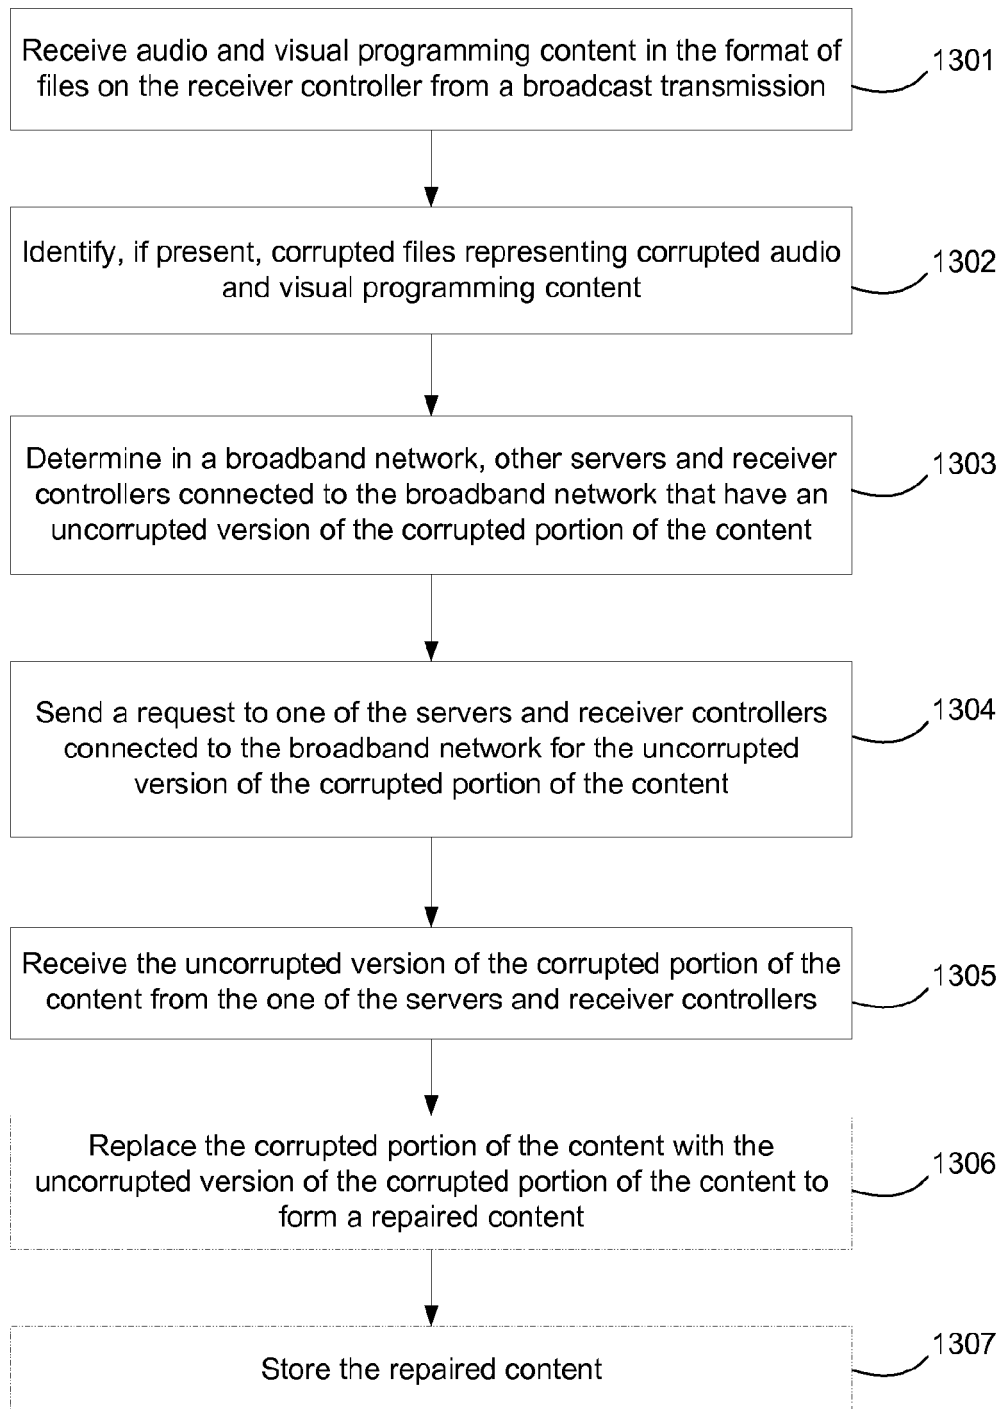 Receive audio and visual programming content in the format of
files on the receiver controller from a broadcast transmission
1301
Identify, if present, corrupted files representing corrupted audio
and visual programming content
1302
Determine in a broadband network, other servers and receiver
controllers connected to the broadband network that have an
uncorrupted version of the corrupted portion of the content
1303
Send a request to one of the servers and receiver controllers
connected to the broadband network for the uncorrupted
version of the corrupted portion of the content
1304
Receive the uncorrupted version of the corrupted portion of the
content from the one of the servers and receiver controllers
1305
Replace the corrupted portion of the content with the
uncorrupted version of the corrupted portion of the content to
form a repaired content
1306
Store the repaired content
1307